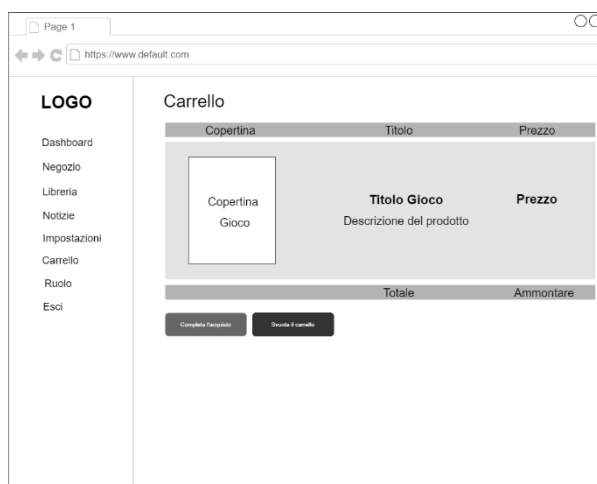 Page 1
https://www.default.com
LOGO
Dashboard
Negozio
Libreria
Notizie
Impostazioni
Carrello
Ruolo
Esci
Carrello
Copertina Titolo Prezzo
Copertina
Gioco
Titolo Gioco
Descrizione del prodotto
Prezzo
Totale Ammontare
Completa l'acquisto Svuota il carrello